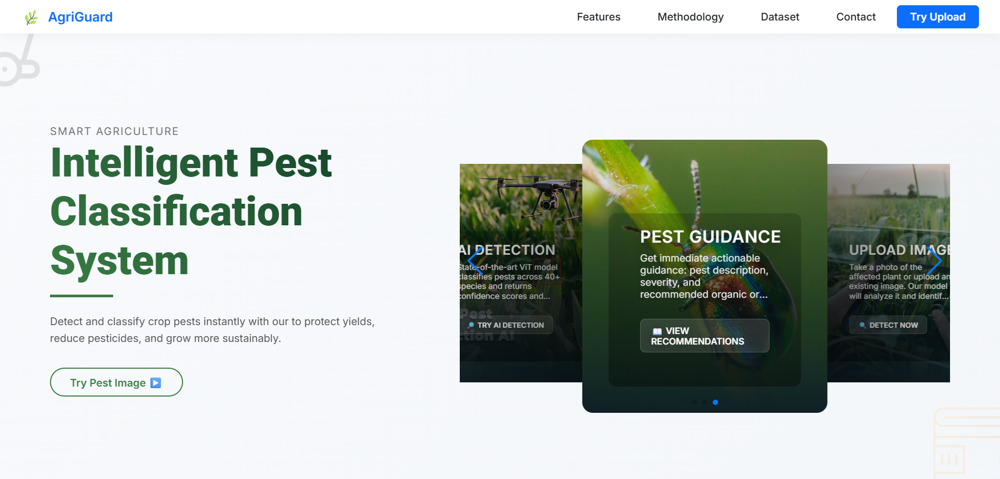 AgriGuard
Features
Methodology
Dataset
Contact
Try Upload
SMART AGRICULTURE
Intelligent Pest
Classification
System
Detect and classify crop pests instantly with our to protect yields,
reduce pesticides, and grow more sustainably.
Try Pest Image
AI DETECTION
State-of-the-art ViT model
classifies pests across 40+
species and returns
confidence scores and...
Pest
ction AI
TRY AI DETECTION
PEST GUIDANCE
Get immediate actionable
guidance: pest description,
severity, and
recommended organic or...
VIEW
RECOMMENDATIONS
UPLOAD IMAGE
Take a photo of the
affected plant or upload an
existing image. Our model
will analyze it and identif...
DETECT NOW